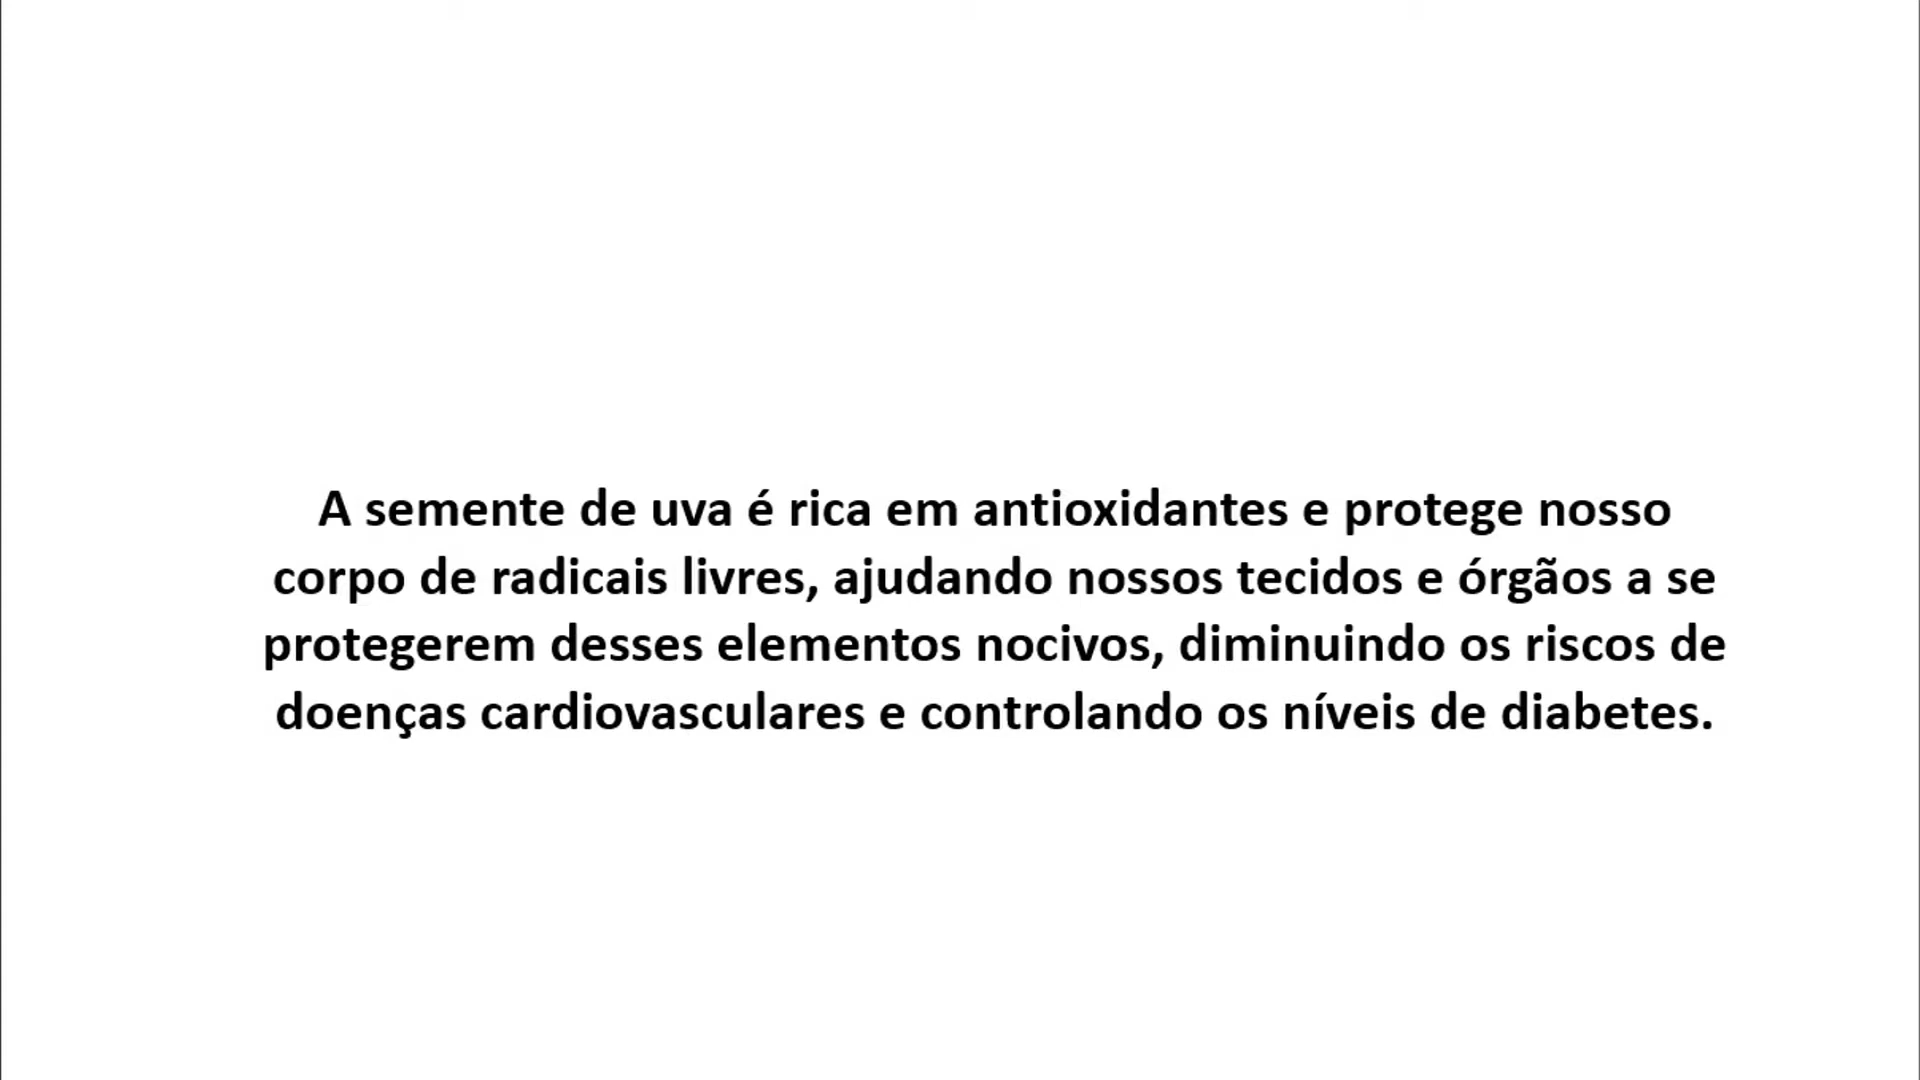 A semente de uva é rica em antioxidantes e protege nosso
corpo de radicais livres, ajudando nossos tecidos e órgãos a se
protegerem desses elementos nocivos, diminuindo os riscos de
doenças cardiovasculares e controlando os níveis de diabetes.